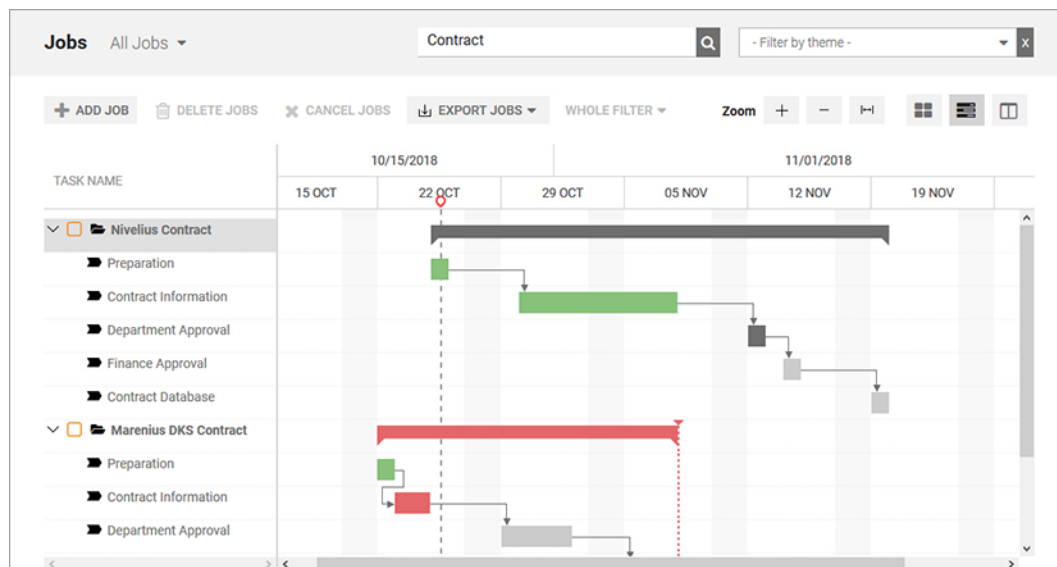 Jobs All Jobs Contract - Filter by theme - x
ADD JOB DELETE JOBS CANCEL JOBS EXPORT JOBS WHOLE FILTER Zoom
TASK NAME
10/15/2018 11/01/2018
15 OCT 22 OCT 29 OCT 05 NOV 12 NOV 19 NOV
Nivelius Contract
Preparation
Contract Information
Department Approval
Finance Approval
Contract Database
Marenius DKS Contract
Preparation
Contract Information
Department Approval